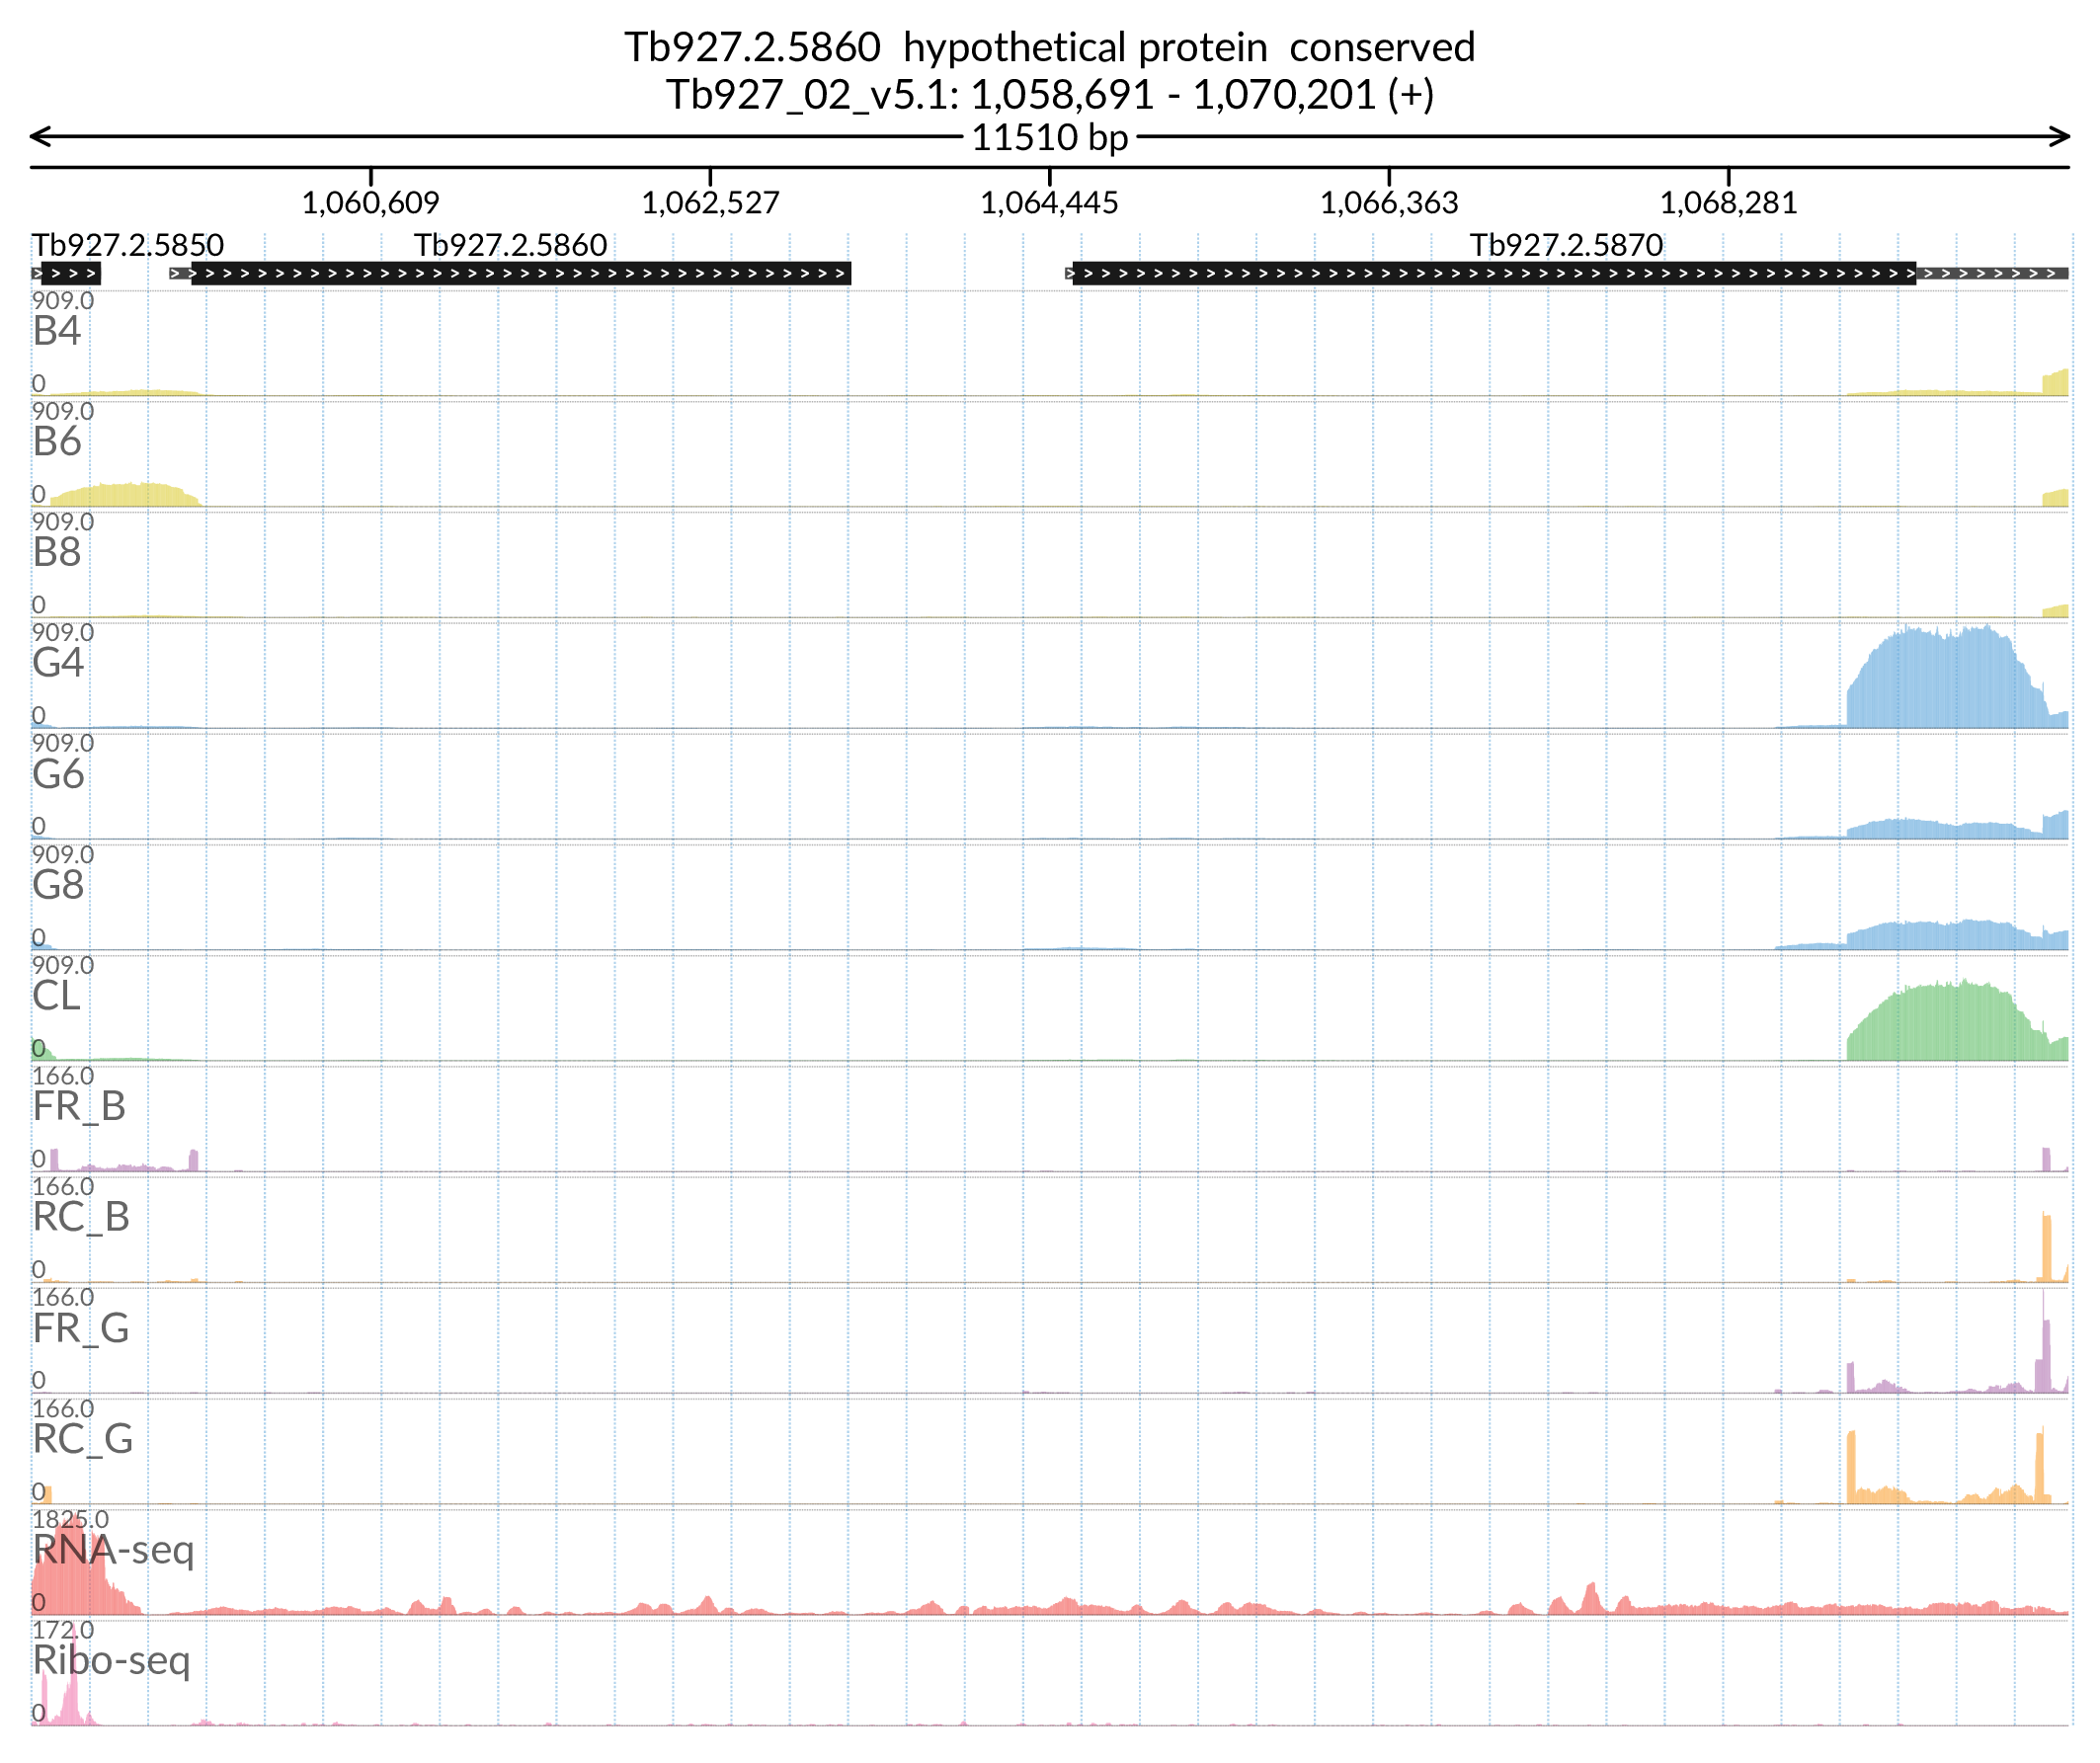 Tb927.2.5860 hypothetical protein conserved
Tb927_02_v5.1: 1,058,691 - 1,070,201 (+)
11510 bp
1,060,609 1,062,527 1,064,445 1,066,363 1,068,281
Tb927.2.5850 Tb927.2.5860 Tb927.2.5870
909.0
B4
0
909.0
B6
0
909.0
B8
0
909.0
G4
0
909.0
G6
0
909.0
G8
0
909.0
CL
0
166.0
FR_B
0
166.0
RC_B
0
166.0
FR_G
0
166.0
RC_G
0
1825.0
RNA-seq
0
172.0
Ribo-seq
0